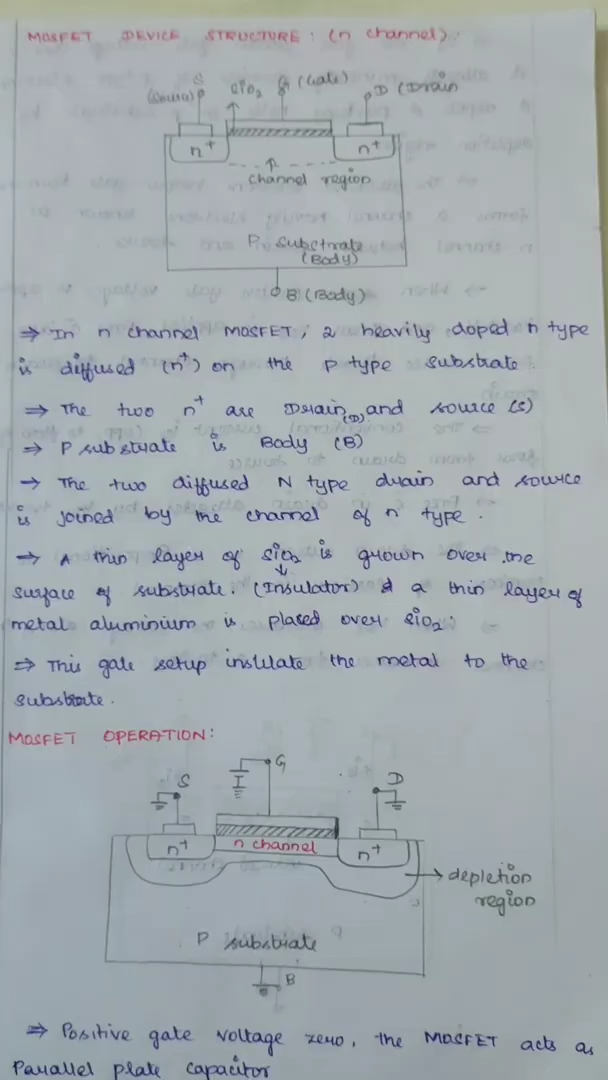 MOSFET DEVICE STRUCTURE: (n channel).
S
(Source)
SiO2
G (Gate)
D (Drain
n+
n+
channel region
P substrate
(Body)
B (Body)
⇒ In n channel MOSFET, 2 heavily doped n type
is diffused (n+) on the P type substrate.
⇒ The two n+ are Drain(D) and source (S)
⇒ P substrate is Body (B)
→ The two diffused N type drain and source
is joined by the channel of n type.
⇒ A thin layer of SiO2 is grown over the
surface of substrate. (Insulator) & a thin layer of
metal aluminium is plased over SiO2.
⇒ This gate setup inslulate the metal to the
substrate.
MOSFET OPERATION:
S
G
D
n+
n channel
n+
→ depletion
region
P substrate
B
⇒ Positive gate voltage zero, the MOSFET acts as
Parallel plate capacitor